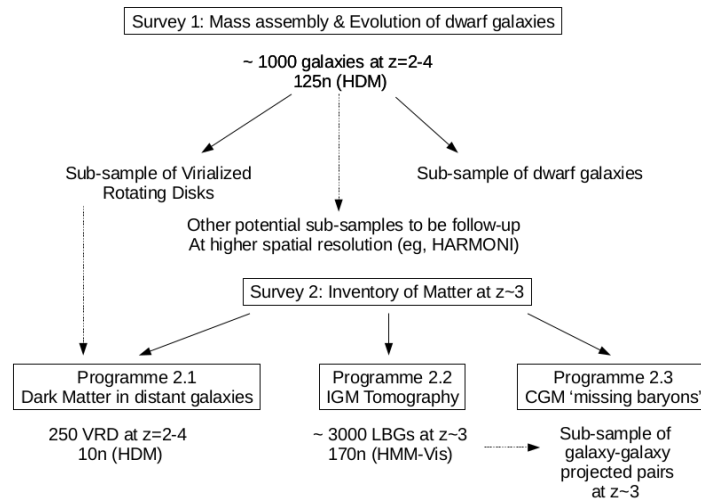 Survey 1: Mass assembly & Evolution of dwarf galaxies
~ 1000 galaxies at z=2-4
125n (HDM)
Sub-sample of Virialized
Rotating Disks
Sub-sample of dwarf galaxies
Other potential sub-samples to be follow-up
At higher spatial resolution (eg, HARMONI)
Survey 2: Inventory of Matter at z~3
Programme 2.1
Dark Matter in distant galaxies
250 VRD at z=2-4
10n (HDM)
Programme 2.2
IGM Tomography
~ 3000 LBGs at z~3
170n (HMM-Vis)
Programme 2.3
CGM ‘missing baryons’
Sub-sample of
galaxy-galaxy
projected pairs
at z~3